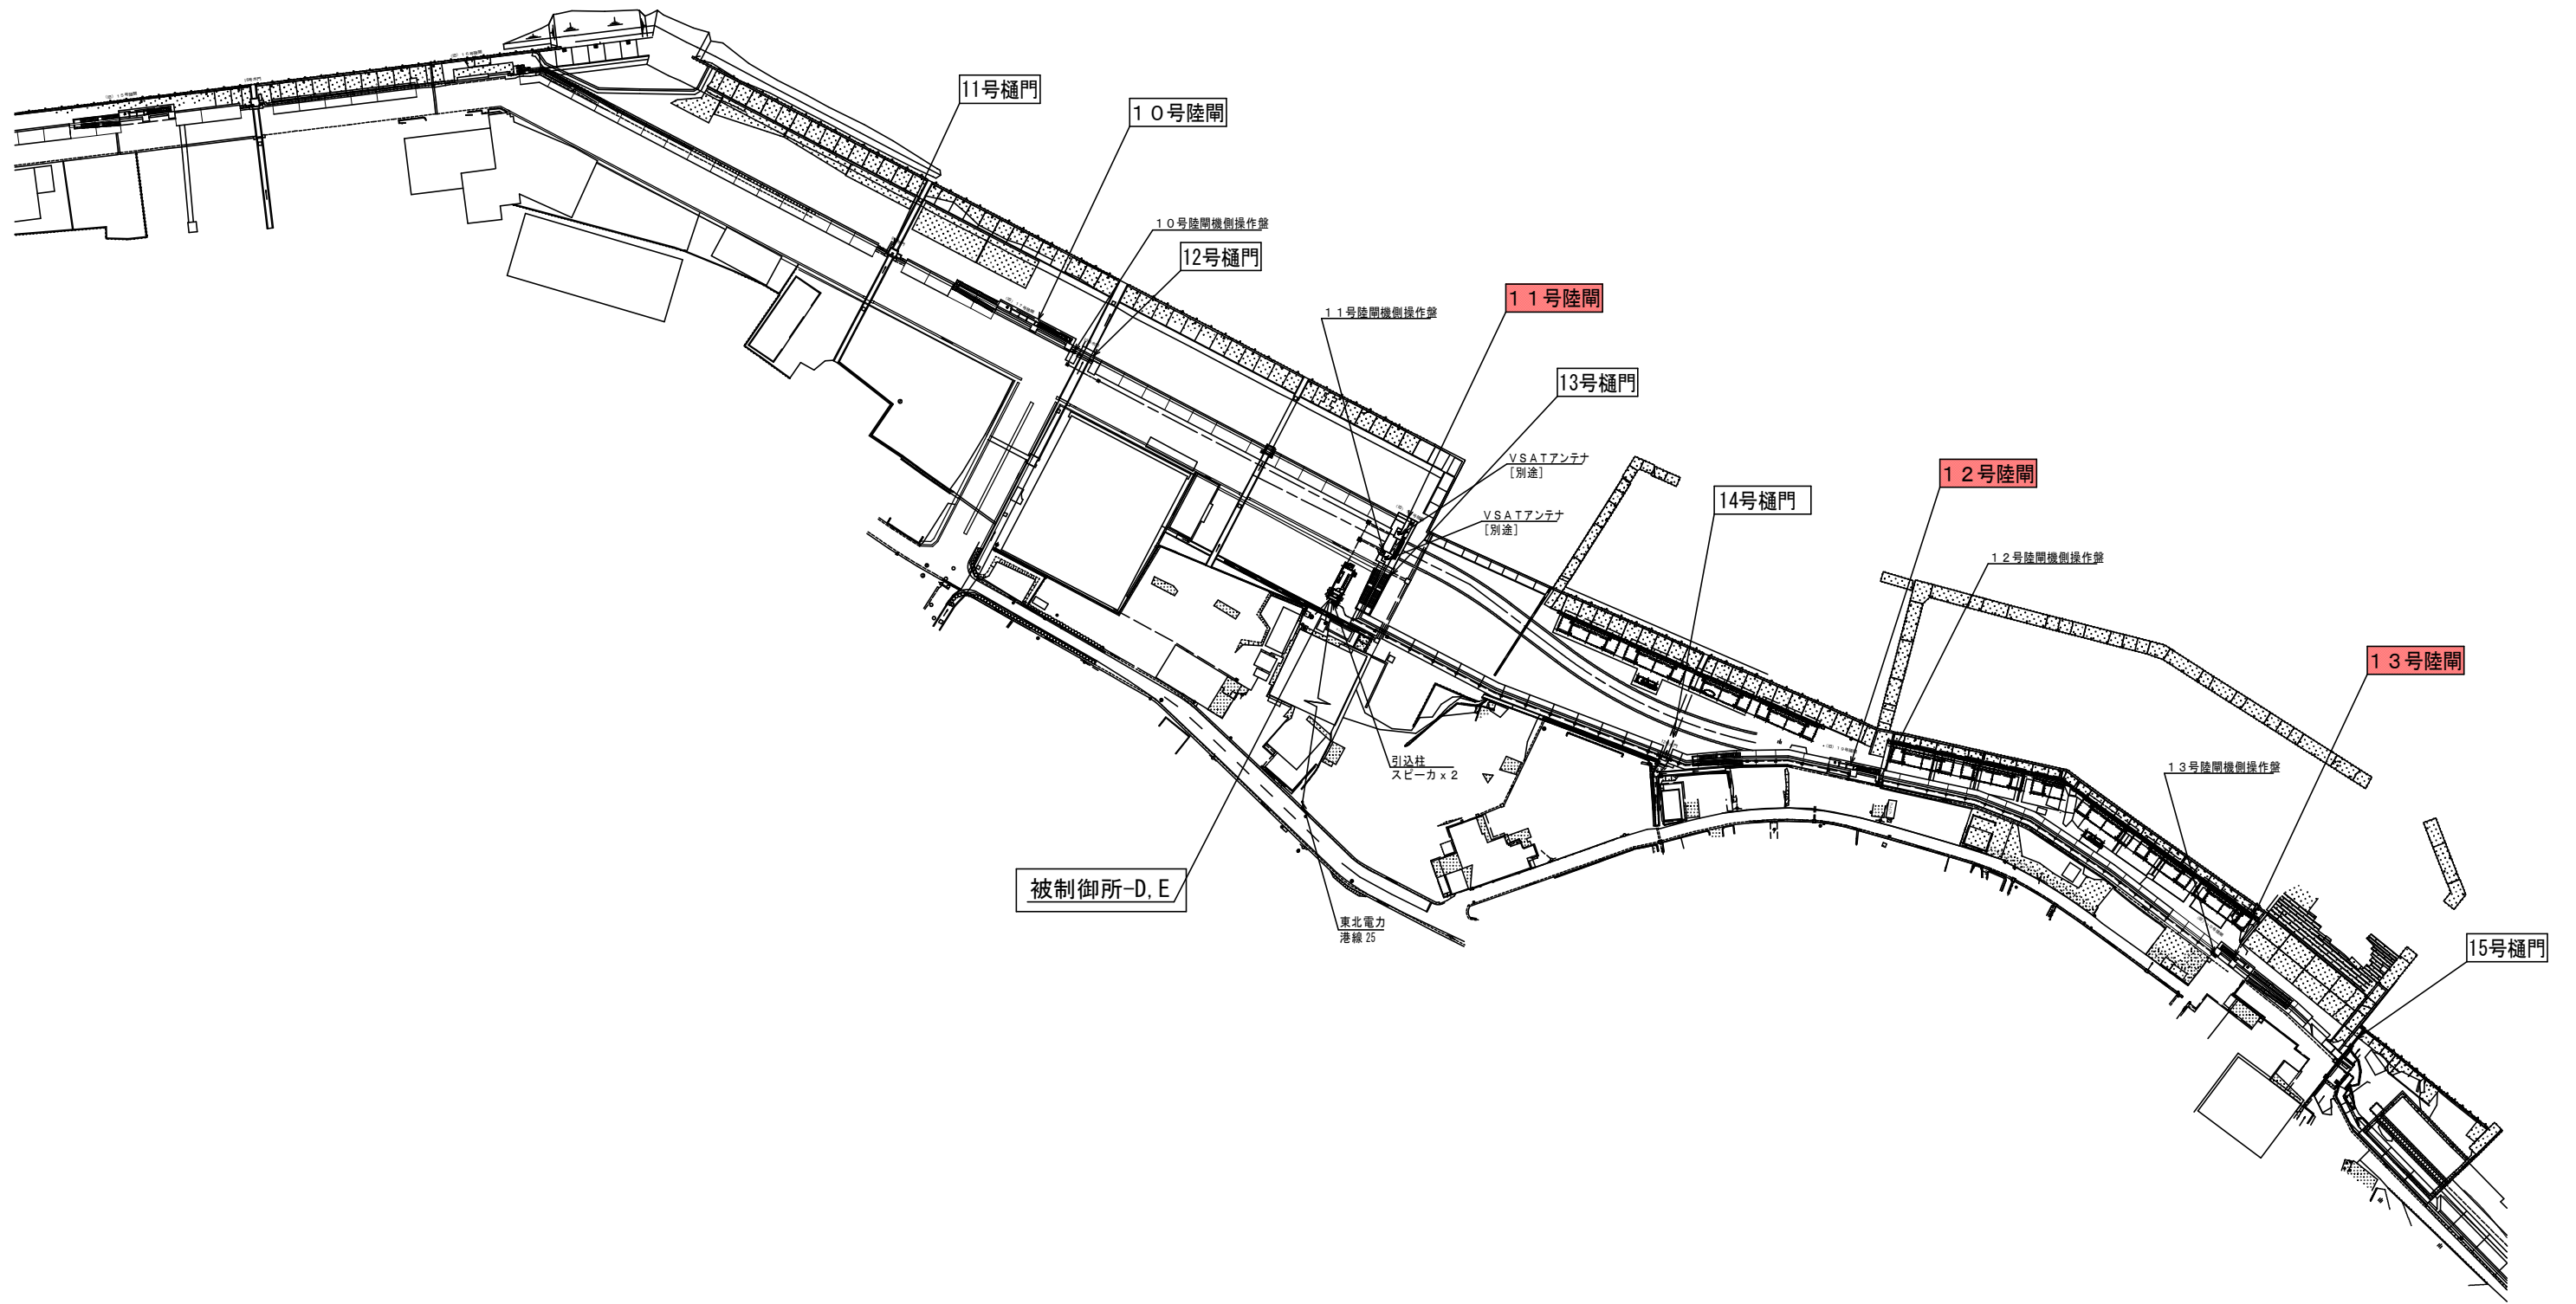 11号樋門
１０号陸閘
１０号陸閘機側操作盤
12号樋門
１１号陸閘
１１号陸閘機側操作盤
13号樋門
ＶＳＡＴアンテナ
[別途]
ＶＳＡＴアンテナ
[別途]
１２号陸閘
14号樋門
１２号陸閘機側操作盤
１３号陸閘
引込柱
スピーカｘ２
１３号陸閘機側操作盤
被制御所-D,E
東北電力
港線25
15号樋門